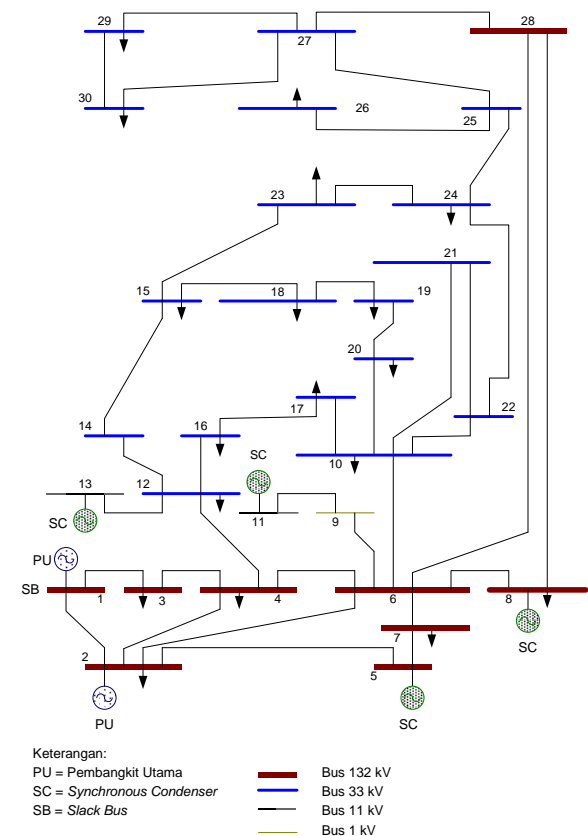 29
27
28
30
26
25
23
24
21
15
18
19
20
17
22
14
16
10
SC
13
12
SC
11
9
PU
SB
1
3
4
6
8
7
2
5
SC
PU
SC
Keterangan:
PU = Pembangkit Utama
SC = Synchronous Condenser
SB = Slack Bus
Bus 132 kV
Bus 33 kV
Bus 11 kV
Bus 1 kV